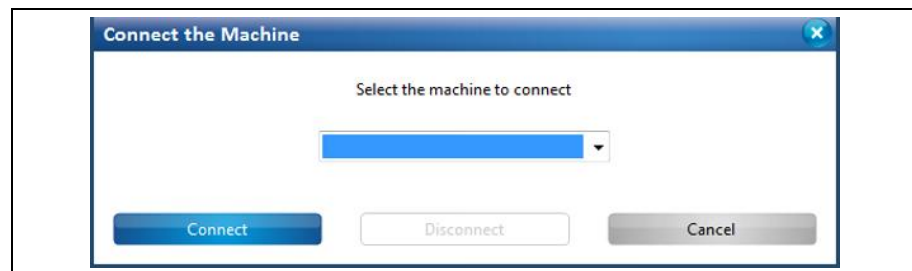 Connect the Machine
Select the machine to connect
Connect Disconnect Cancel